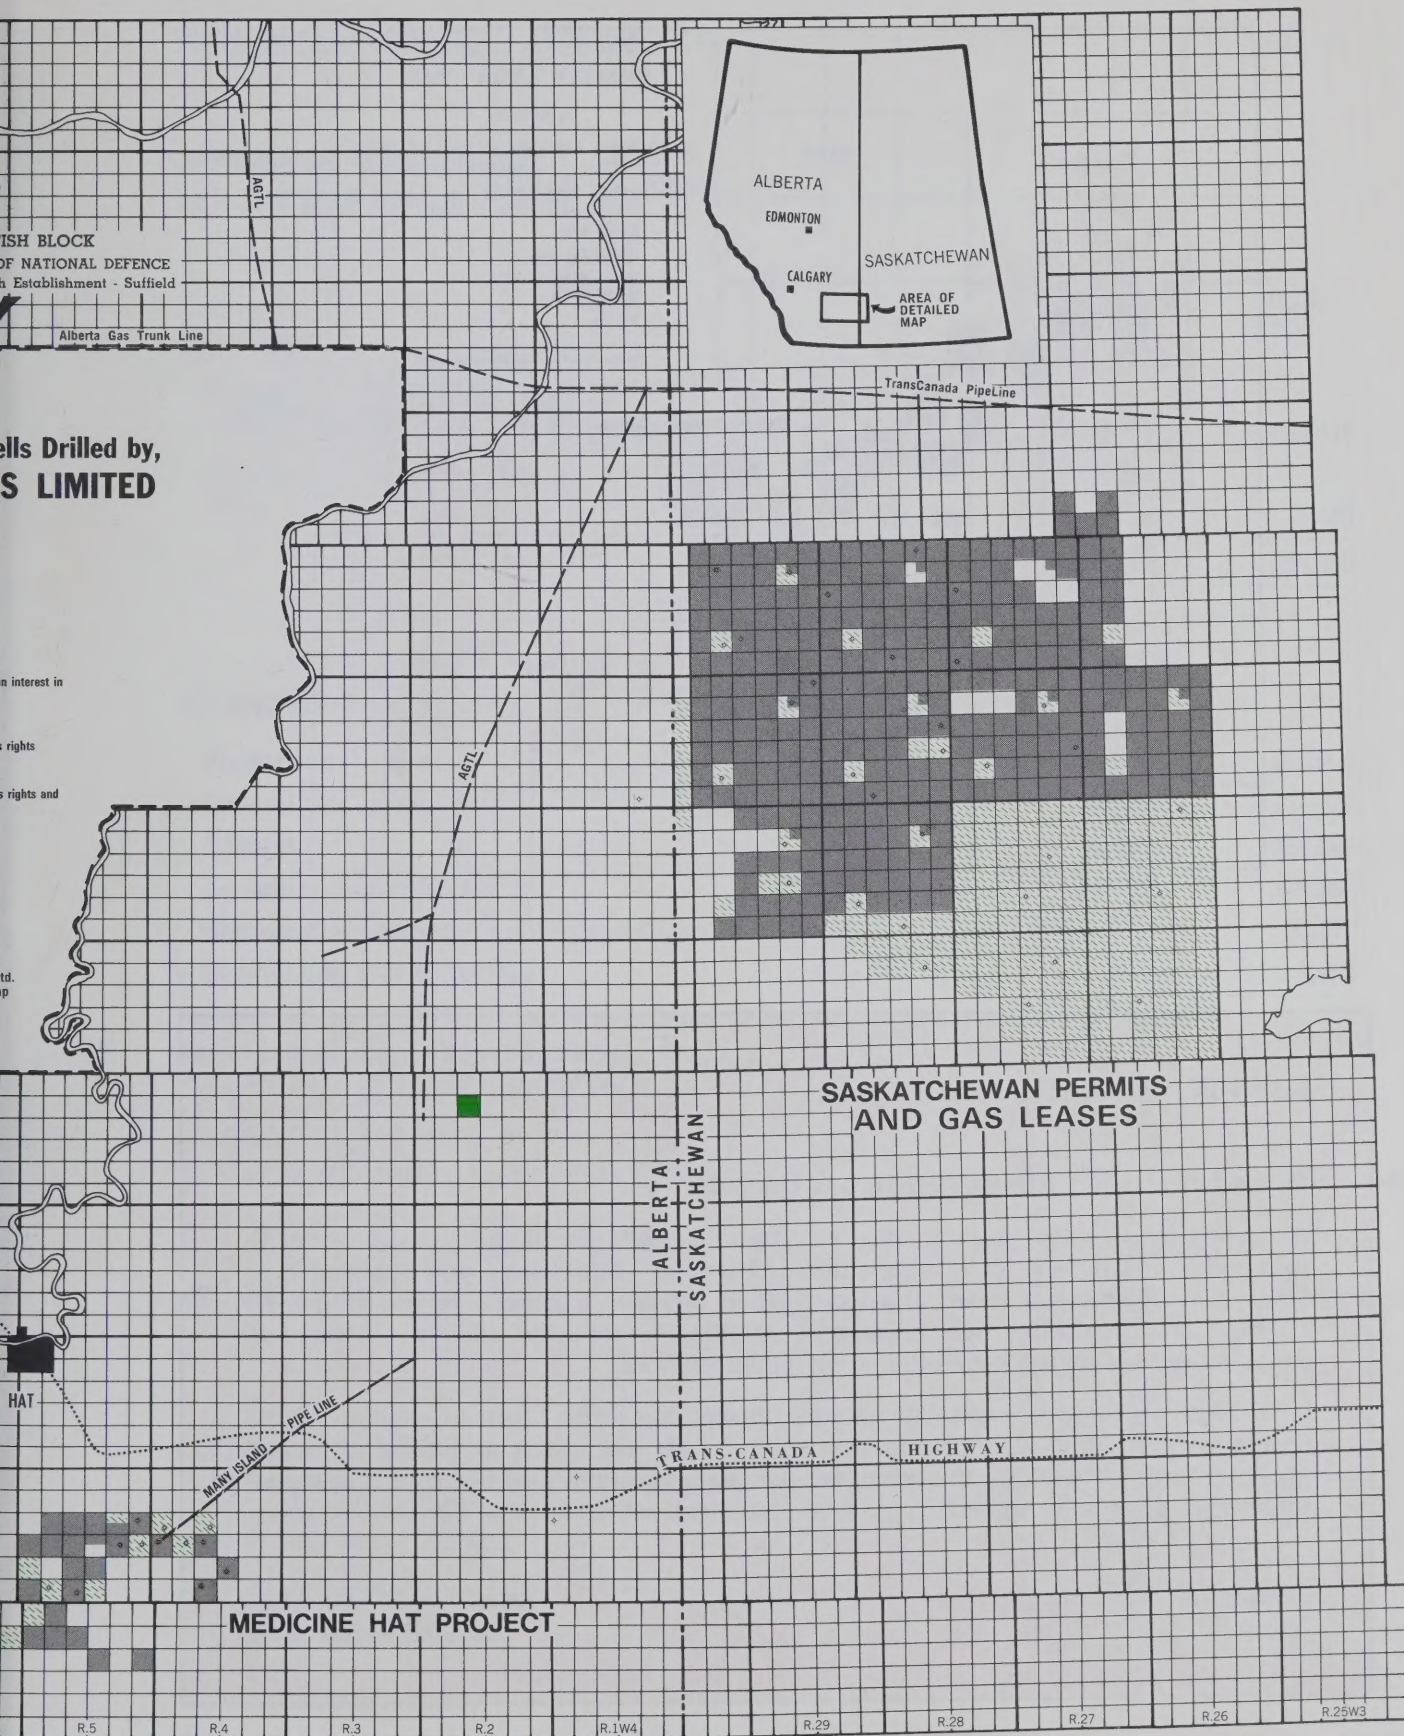 ALBERTA
EDMONTON
CALGARY
SASKATCHEWAN
AREA OF
DETAILED
MAP
AGTL
ISH BLOCK
OF NATIONAL DEFENCE
h Establishment - Suffield
Alberta Gas Trunk Line
TransCanada PipeLine
ells Drilled by,
S LIMITED
n interest in
s rights
s rights and
AGTL
td.
p
SASKATCHEWAN PERMITS
AND GAS LEASES
ALBERTA
SASKATCHEWAN
HAT
MANY ISLAND PIPE LINE
TRANS-CANADA HIGHWAY
MEDICINE HAT PROJECT
R.5 R.4 R.3 R.2 R.1W4 R.29 R.28 R.27 R.26 R.25W3